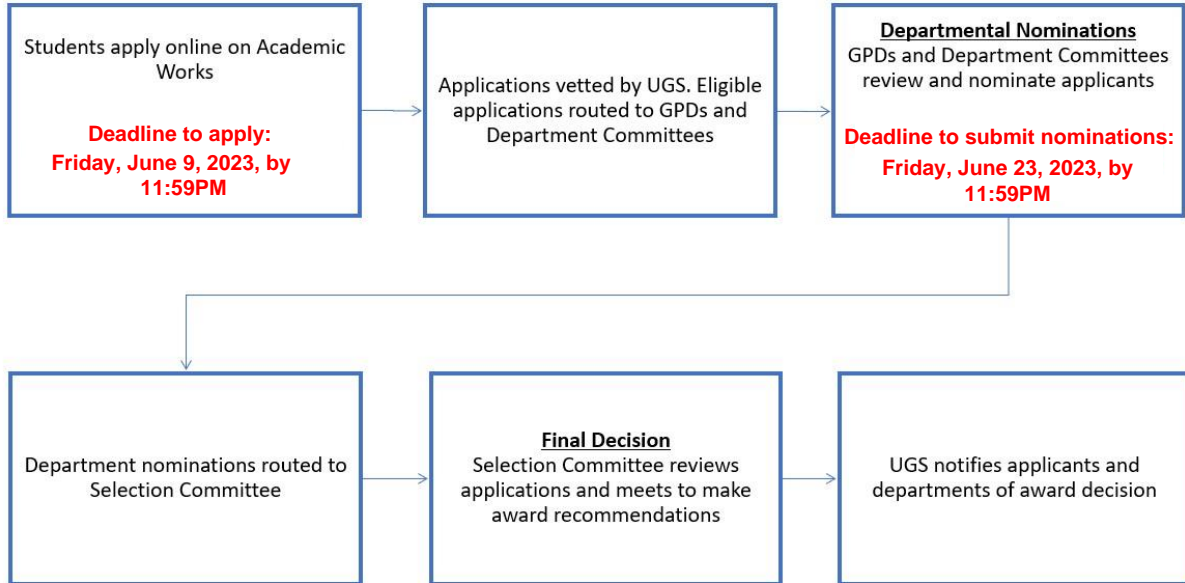 Students apply online on Academic
Works
Deadline to apply:
Friday, June 9, 2023, by
11:59PM
Applications vetted by UGS. Eligible
applications routed to GPDs and
Department Committees
Departmental Nominations
GPDs and Department Committees
review and nominate applicants
Deadline to submit nominations:
Friday, June 23, 2023, by
11:59PM
Department nominations routed to
Selection Committee
Final Decision
Selection Committee reviews
applications and meets to make
award recommendations
UGS notifies applicants and
departments of award decision